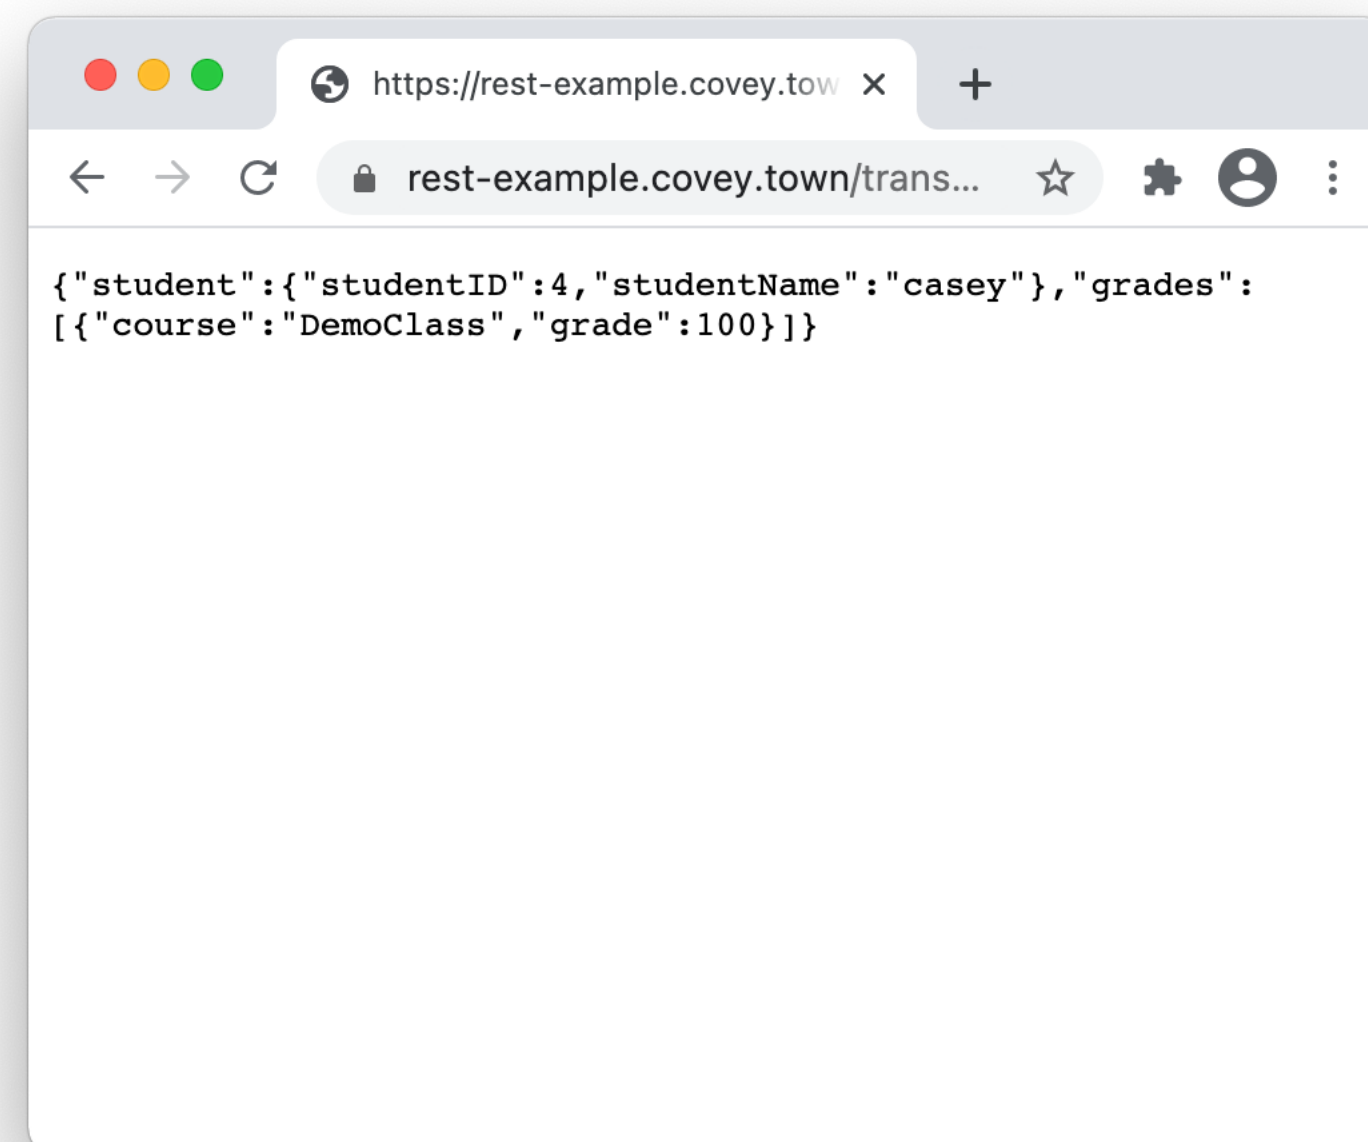 https://rest-example.covey.tow
rest-example.covey.town/trans...
{"student":{"studentID":4,"studentName":"casey"},"grades":
[{"course":"DemoClass","grade":100}]}